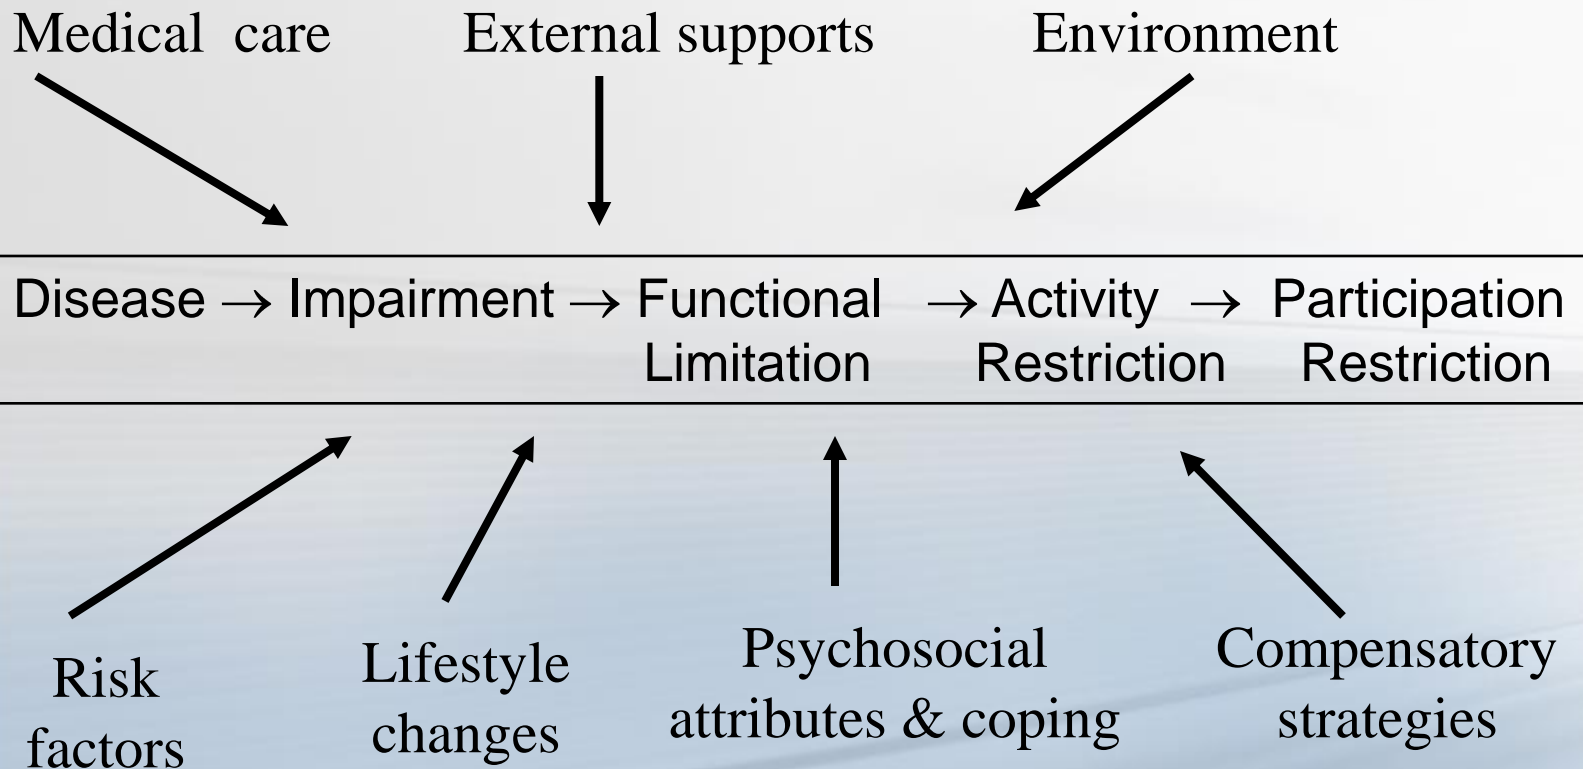 Medical care External supports Environment
Disease → Impairment → Functional → Activity → Participation
Limitation Restriction Restriction
Risk
factors
Lifestyle
changes
Psychosocial
attributes & coping
Compensatory
strategies